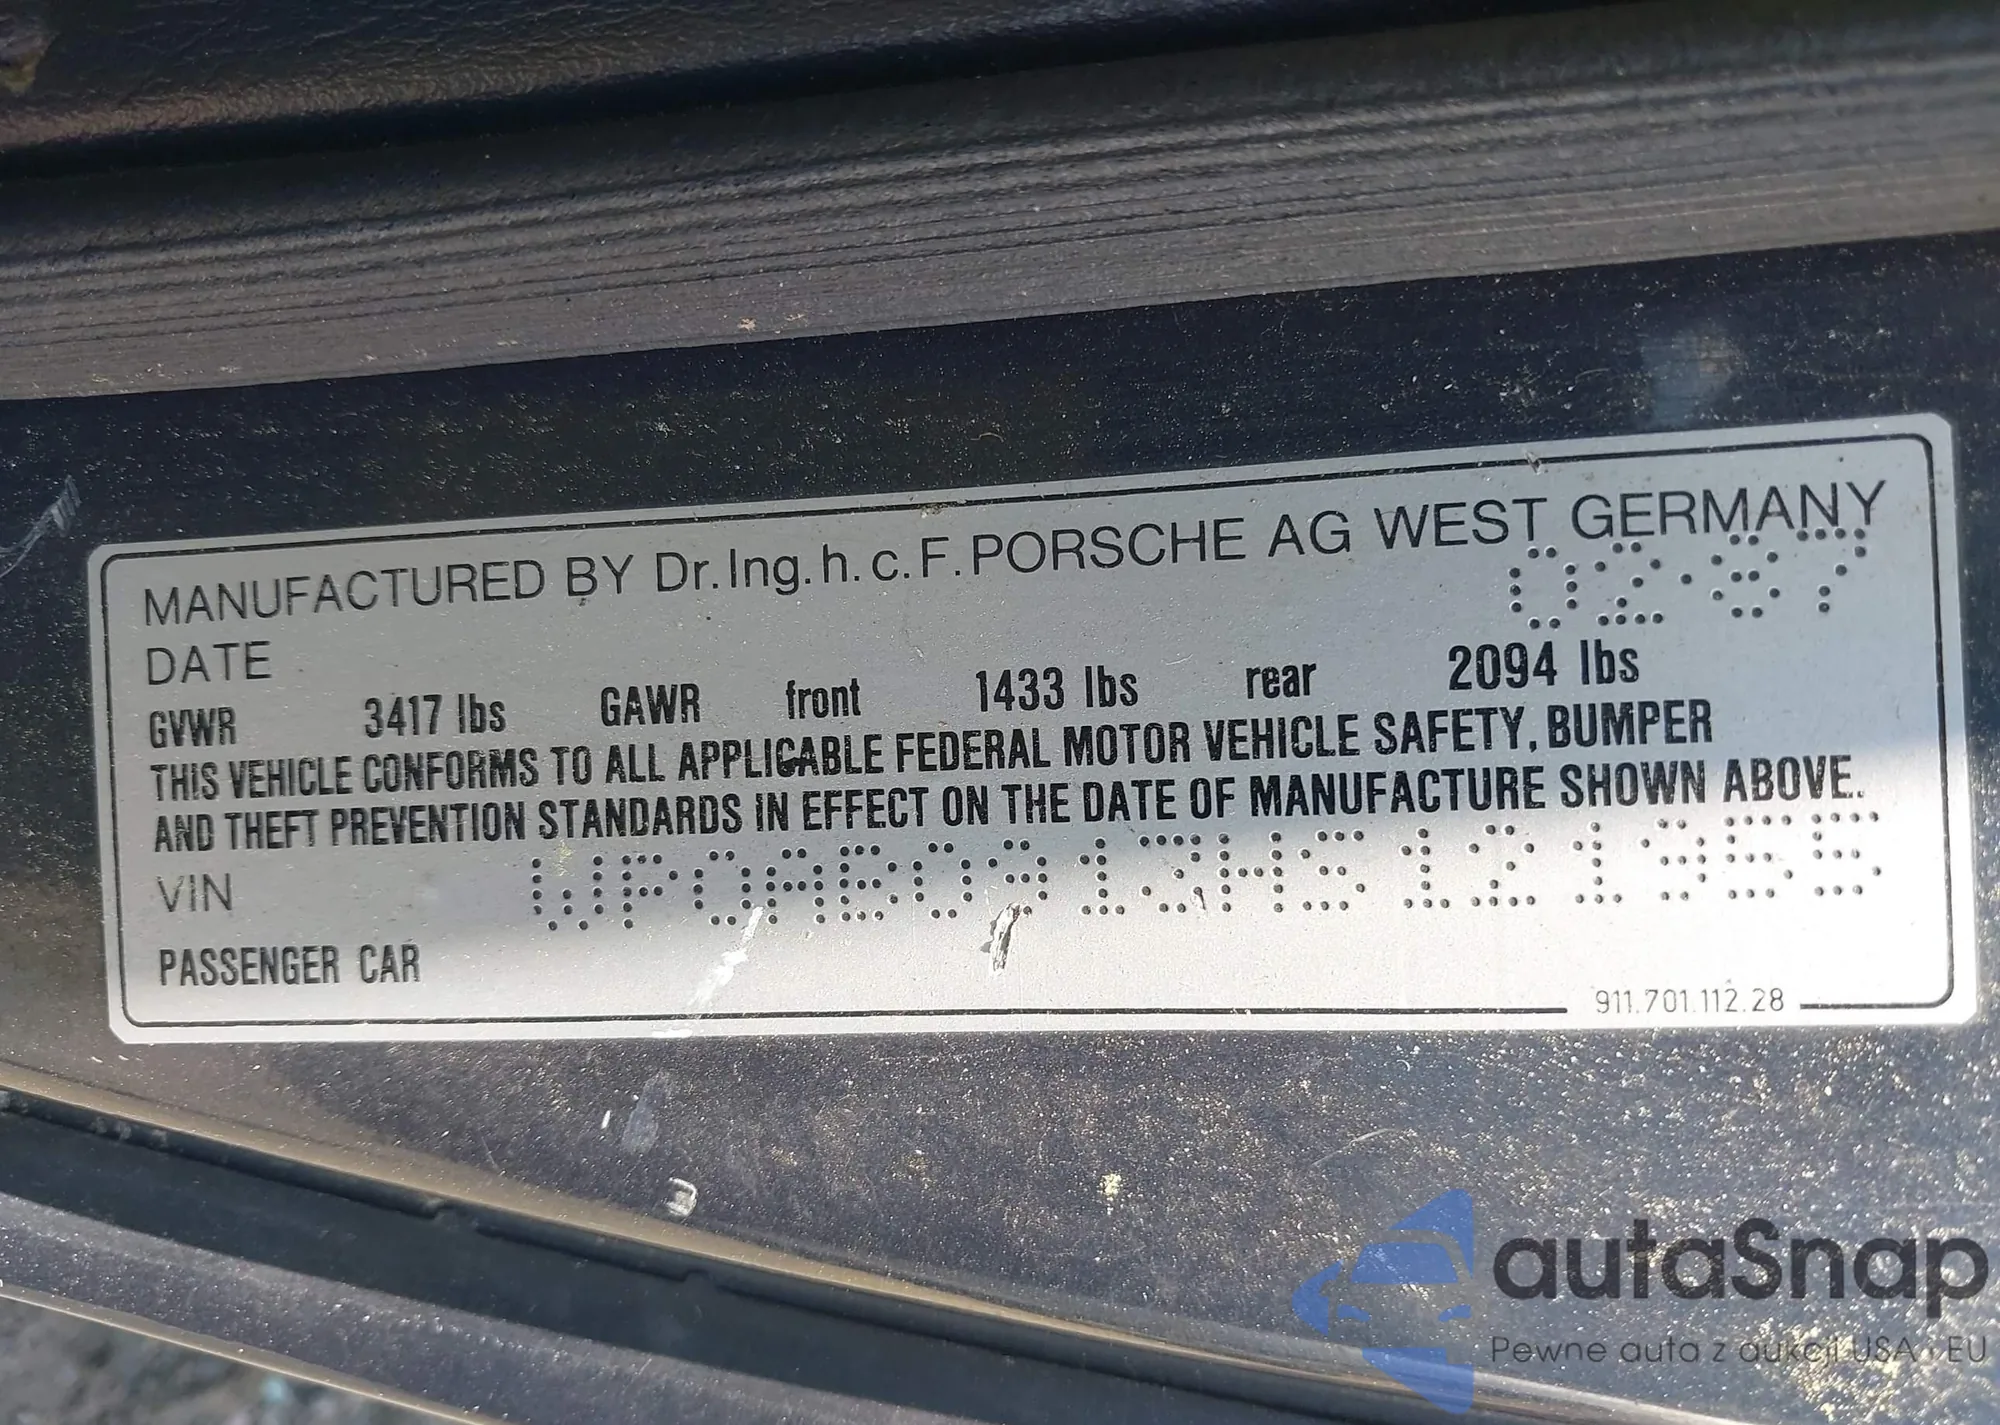 MANUFACTURED BY Dr.Ing.h.c.F.PORSCHE AG WEST GERMANY
DATE 02·87
GVWR 3417 lbs GAWR front 1433 lbs rear 2094 lbs
THIS VEHICLE CONFORMS TO ALL APPLICABLE FEDERAL MOTOR VEHICLE SAFETY, BUMPER
AND THEFT PREVENTION STANDARDS IN EFFECT ON THE DATE OF MANUFACTURE SHOWN ABOVE.
VIN WP0AB0913HS121955
PASSENGER CAR
911.701.112.28
autaSnap
Pewne auta z aukcji USA i EU